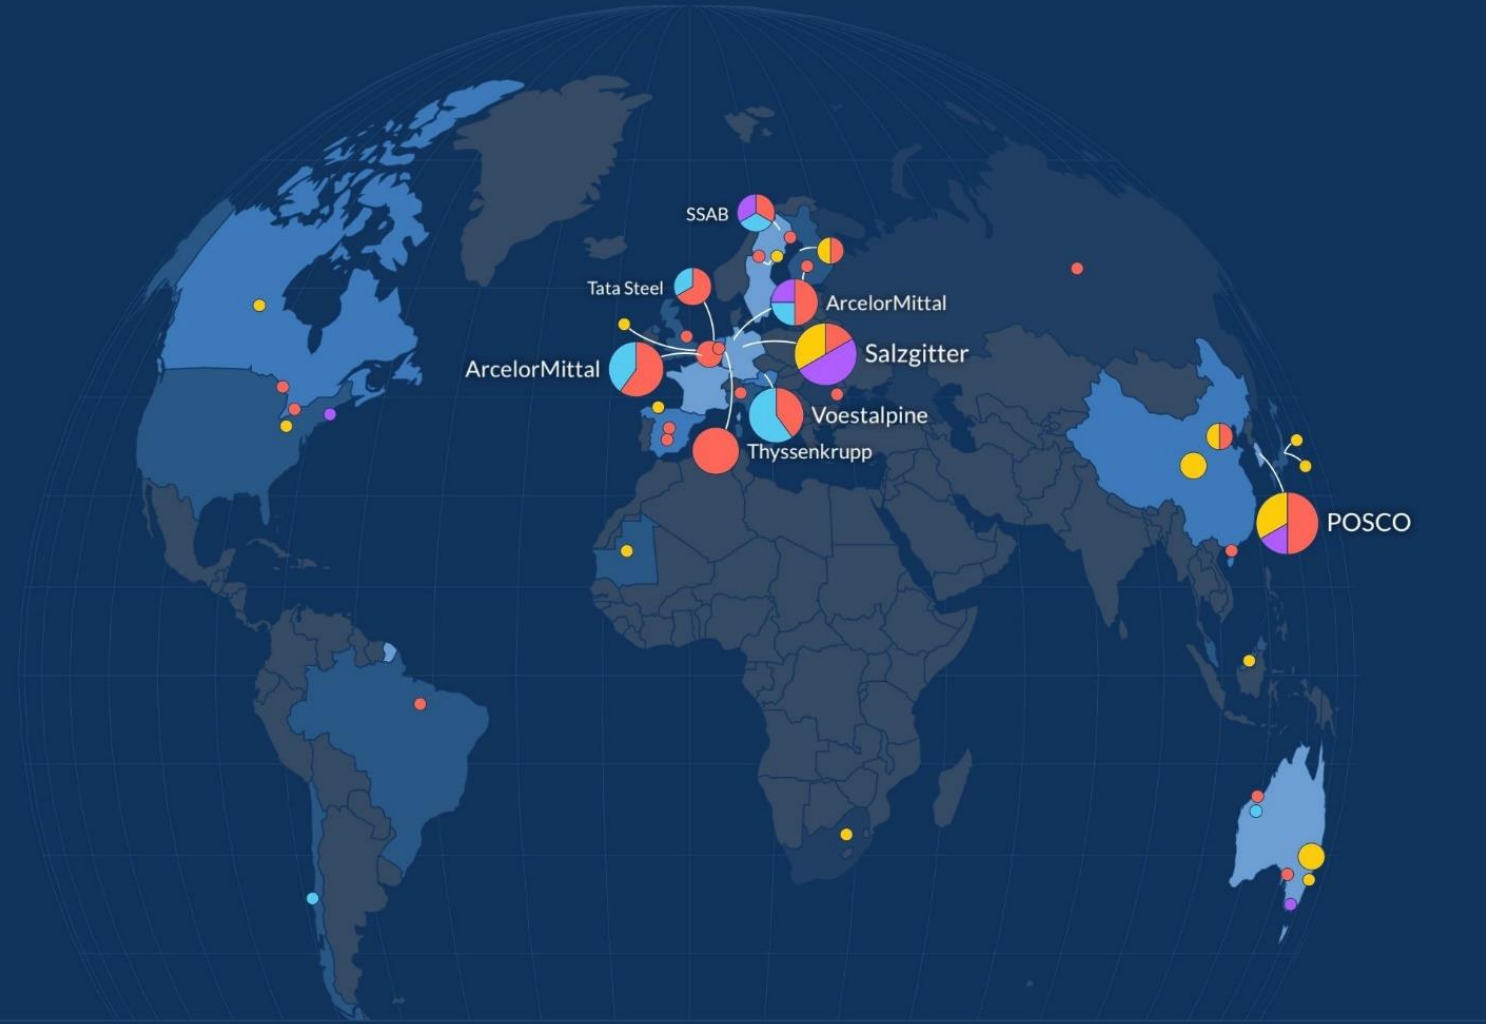 SSAB
Tata Steel
ArcelorMittal
Salzgitter
ArcelorMittal
Voestalpine
Thyssenkrupp
POSCO